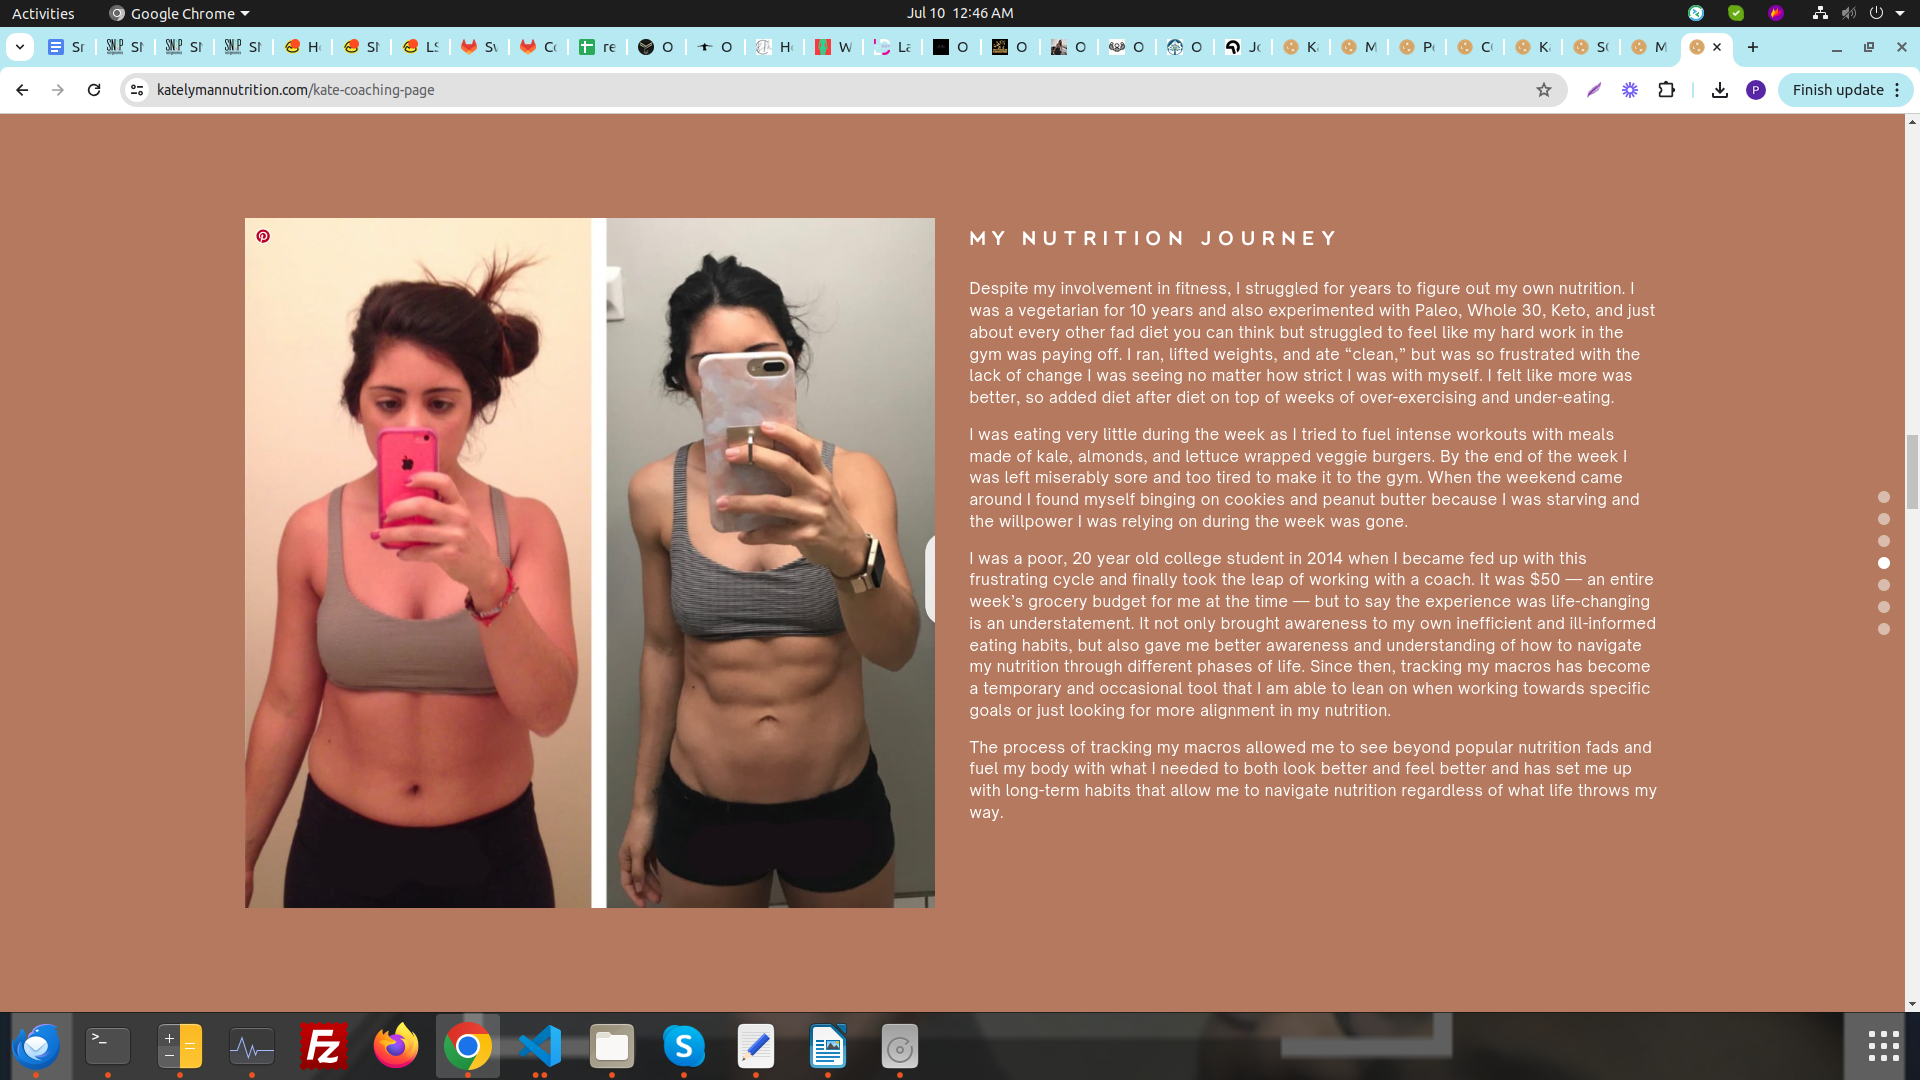 Activities
Google Chrome
Jul 10 12:46 AM
katelymannutrition.com/kate-coaching-page
P
Finish update
MY NUTRITION JOURNEY
Despite my involvement in fitness, I struggled for years to figure out my own nutrition. I
was a vegetarian for 10 years and also experimented with Paleo, Whole 30, Keto, and just
about every other fad diet you can think but struggled to feel like my hard work in the
gym was paying off. I ran, lifted weights, and ate “clean,” but was so frustrated with the
lack of change I was seeing no matter how strict I was with myself. I felt like more was
better, so added diet after diet on top of weeks of over-exercising and under-eating.
I was eating very little during the week as I tried to fuel intense workouts with meals
made of kale, almonds, and lettuce wrapped veggie burgers. By the end of the week I
was left miserably sore and too tired to make it to the gym. When the weekend came
around I found myself binging on cookies and peanut butter because I was starving and
the willpower I was relying on during the week was gone.
I was a poor, 20 year old college student in 2014 when I became fed up with this
frustrating cycle and finally took the leap of working with a coach. It was $50 — an entire
week’s grocery budget for me at the time — but to say the experience was life-changing
is an understatement. It not only brought awareness to my own inefficient and ill-informed
eating habits, but also gave me better awareness and understanding of how to navigate
my nutrition through different phases of life. Since then, tracking my macros has become
a temporary and occasional tool that I am able to lean on when working towards specific
goals or just looking for more alignment in my nutrition.
The process of tracking my macros allowed me to see beyond popular nutrition fads and
fuel my body with what I needed to both look better and feel better and has set me up
with long-term habits that allow me to navigate nutrition regardless of what life throws my
way.